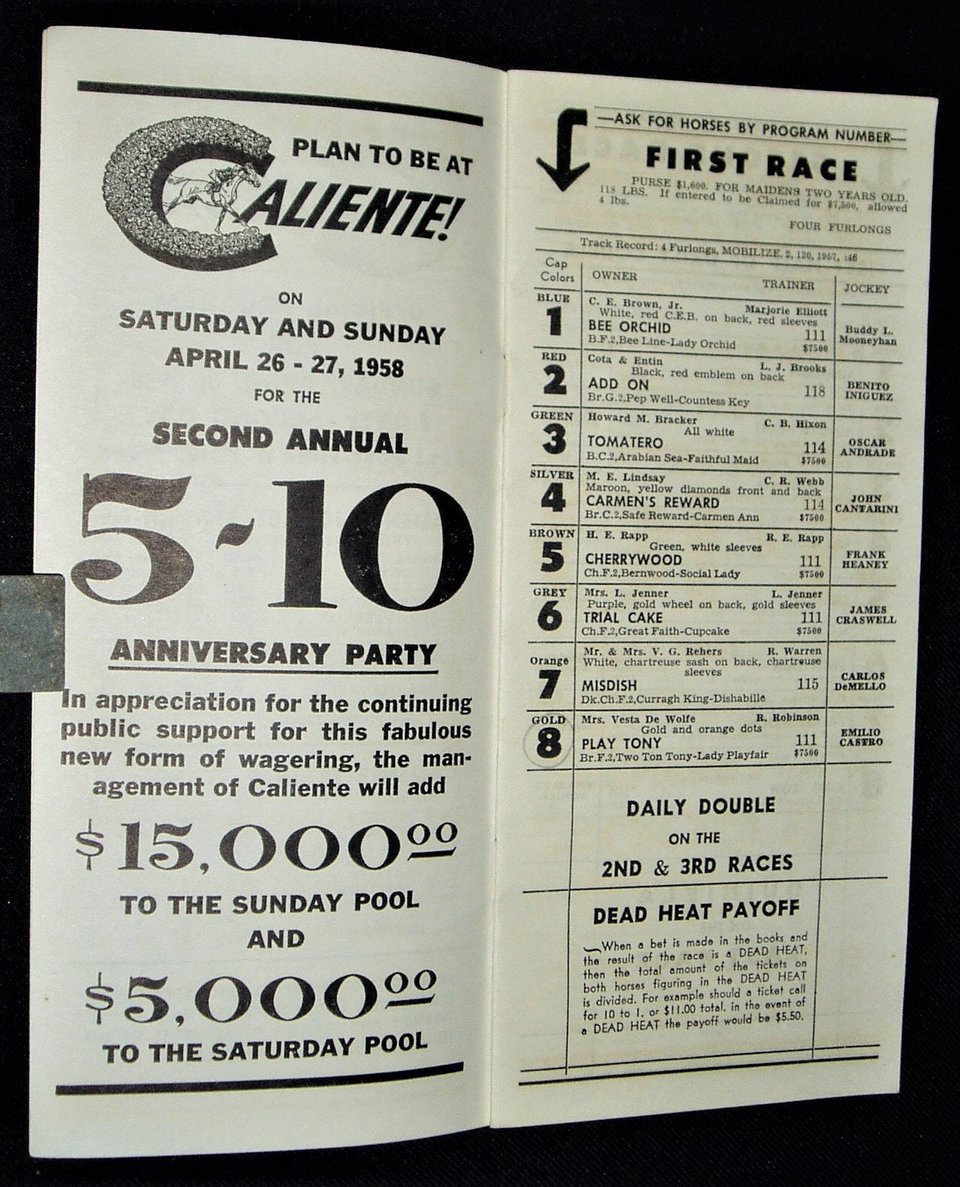 PLAN TO BE AT
CALIENTE!
ON
SATURDAY AND SUNDAY
APRIL 26 - 27, 1958
FOR THE
SECOND ANNUAL
5-10
ANNIVERSARY PARTY
In appreciation for the continuing
public support for this fabulous
new form of wagering, the man-
agement of Caliente will add
$15,000.00
TO THE SUNDAY POOL
AND
$5,000.00
TO THE SATURDAY POOL
—ASK FOR HORSES BY PROGRAM NUMBER—
FIRST RACE
PURSE $1,600. FOR MAIDENS TWO YEARS OLD.
118 LBS. If entered to be Claimed for $7,500, allowed
4 lbs.
FOUR FURLONGS
Track Record: 4 Furlongs, MOBILIZE, 2, 120, 1957, :46
Cap Colors OWNER TRAINER JOCKEY
BLUE C. E. Brown, Jr. Marjorie Elliott
White, red C.E.B. on back, red sleeves
1 BEE ORCHID 111 Buddy L. Mooneyhan
B.F.2, Bee Line-Lady Orchid $7500
RED Cota & Entin L. J. Brooks
Black, red emblem on back
2 ADD ON 118 BENITO INIGUEZ
Br.G.2, Pep Well-Countess Key
GREEN Howard M. Bracker C. B. Hixon
All white
3 TOMATERO 114 OSCAR ANDRADE
B.C.2, Arabian Sea-Faithful Maid $7500
SILVER M. E. Lindsay C. R. Webb
Maroon, yellow diamonds front and back
4 CARMEN'S REWARD 114 JOHN CANTARINI
Br.C.2, Safe Reward-Carmen Ann $7500
BROWN H. E. Rapp R. E. Rapp
Green, white sleeves
5 CHERRYWOOD 111 FRANK HEANEY
Ch.F.2, Bernwood-Social Lady $7500
GREY Mrs. L. Jenner L. Jenner
Purple, gold wheel on back, gold sleeves
6 TRIAL CAKE 111 JAMES CRASWELL
Ch.F.2, Great Faith-Cupcake $7500
Mr. & Mrs. V. G. Rehers R. Warren
Orange White, chartreuse sash on back, chartreuse
sleeves
7 MISDISH 115 CARLOS DeMELLO
Dk.Ch.F.2, Curragh King-Dishabille
GOLD Mrs. Vesta De Wolfe R. Robinson
Gold and orange dots
8 PLAY TONY 111 EMILIO CASTRO
Br.F.2, Two Ton Tony-Lady Playfair $7500
DAILY DOUBLE
ON THE
2ND & 3RD RACES
DEAD HEAT PAYOFF
When a bet is made in the books and
the result of the race is a DEAD HEAT,
then the total amount of the tickets on
both horses figuring in the DEAD HEAT
is divided. For example should a ticket call
for 10 to 1, or $11.00 total, in the event of
a DEAD HEAT the payoff would be $5.50.